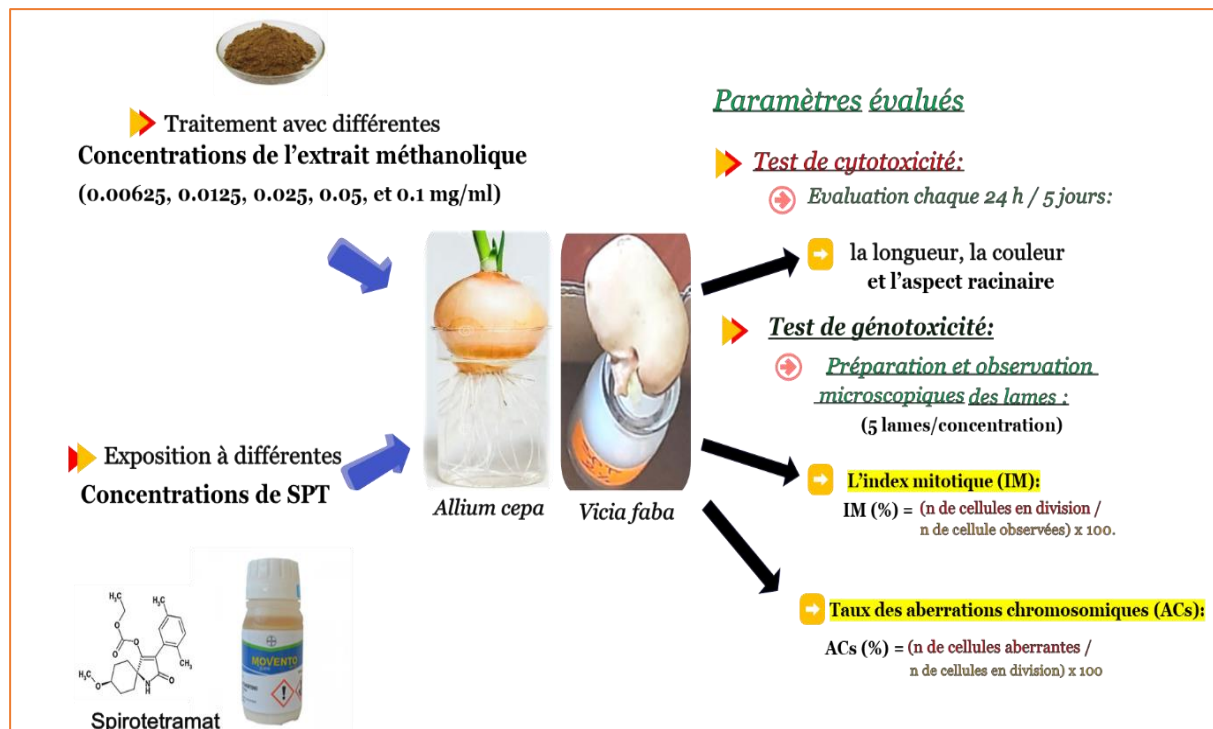 Traitement avec différentes
Concentrations de l'extrait méthanolique
(0.00625, 0.0125, 0.025, 0.05, et 0.1 mg/ml)
Exposition à différentes
Concentrations de SPT
H₃C
CH₃
O
O
O
CH₃
H₃C
O
N
H
O
MOVENTO
Spirotetramat
Allium cepa
Vicia faba
Paramètres évalués
Test de cytotoxicité:
Evaluation chaque 24 h / 5 jours:
la longueur, la couleur
et l'aspect racinaire
Test de génotoxicité:
Préparation et observation
microscopiques des lames :
(5 lames/concentration)
L'index mitotique (IM):
IM (%) = (n de cellules en division /
n de cellule observées) x 100.
Taux des aberrations chromosomiques (ACs):
ACs (%) = (n de cellules aberrantes /
n de cellules en division) x 100